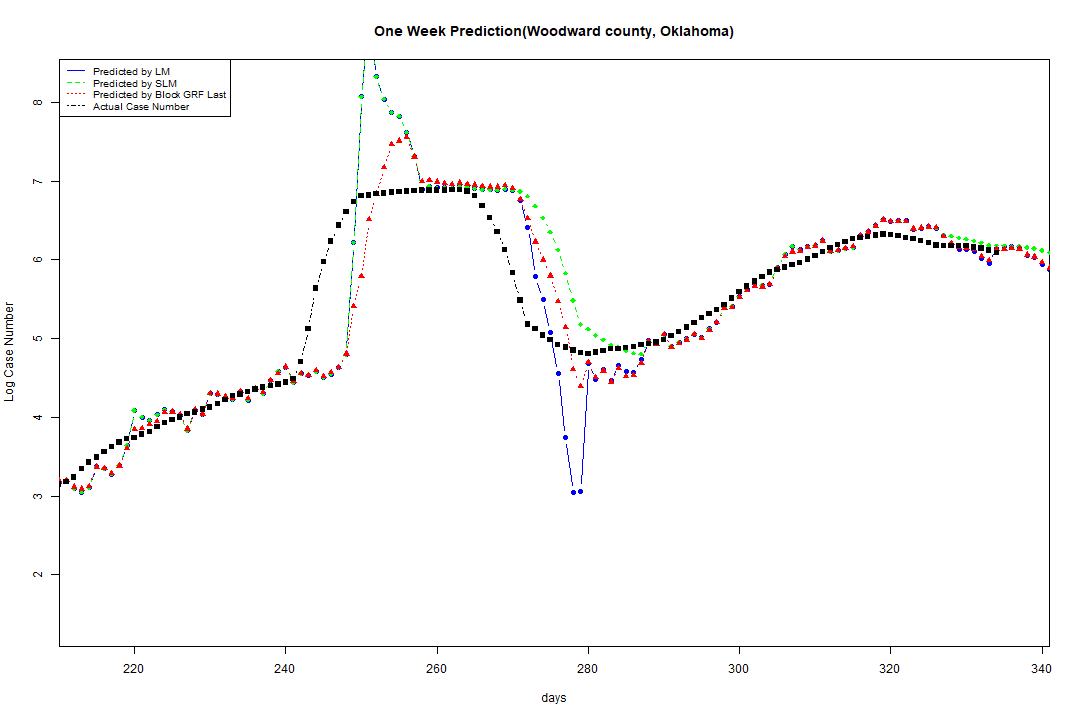 One Week Prediction(Woodward county, Oklahoma)
Predicted by LM
Predicted by SLM
Predicted by Block GRF Last
Actual Case Number
8
7
6
5
4
3
2
Log Case Number
220 240 260 280 300 320 340
days